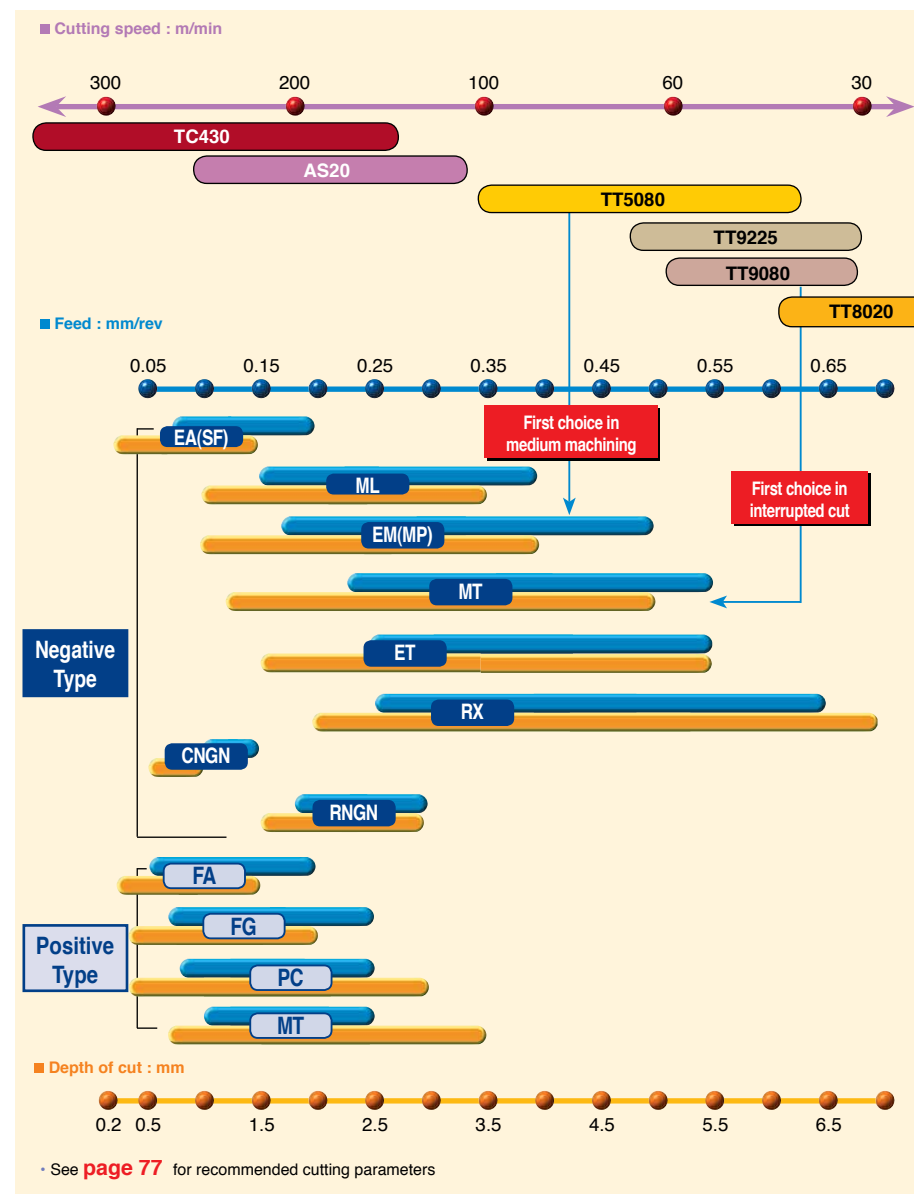 Cutting speed : m/min
300 200 100 60 30
TC430
AS20
TT5080
TT9225
TT9080
TT8020
Feed : mm/rev
0.05 0.15 0.25 0.35 0.45 0.55 0.65
First choice in
medium machining
EA(SF)
ML
First choice in
interrupted cut
EM(MP)
MT
Negative
Type
ET
RX
CNGN
RNGN
FA
FG
Positive
Type
PC
MT
Depth of cut : mm
0.2 0.5 1.5 2.5 3.5 4.5 5.5 6.5
• See page 77 for recommended cutting parameters